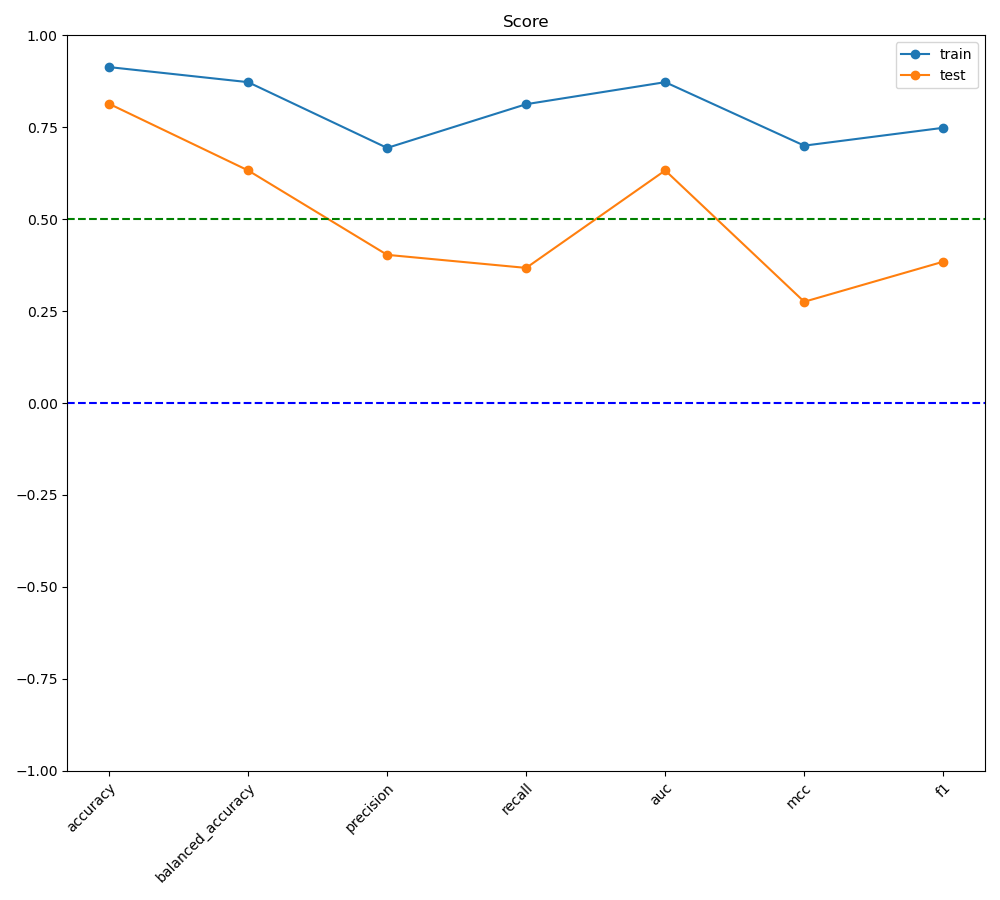 Score
train
test
1.00
0.75
0.50
0.25
0.00
−0.25
−0.50
−0.75
−1.00
accuracy
balanced_accuracy
precision
recall
auc
mcc
f1